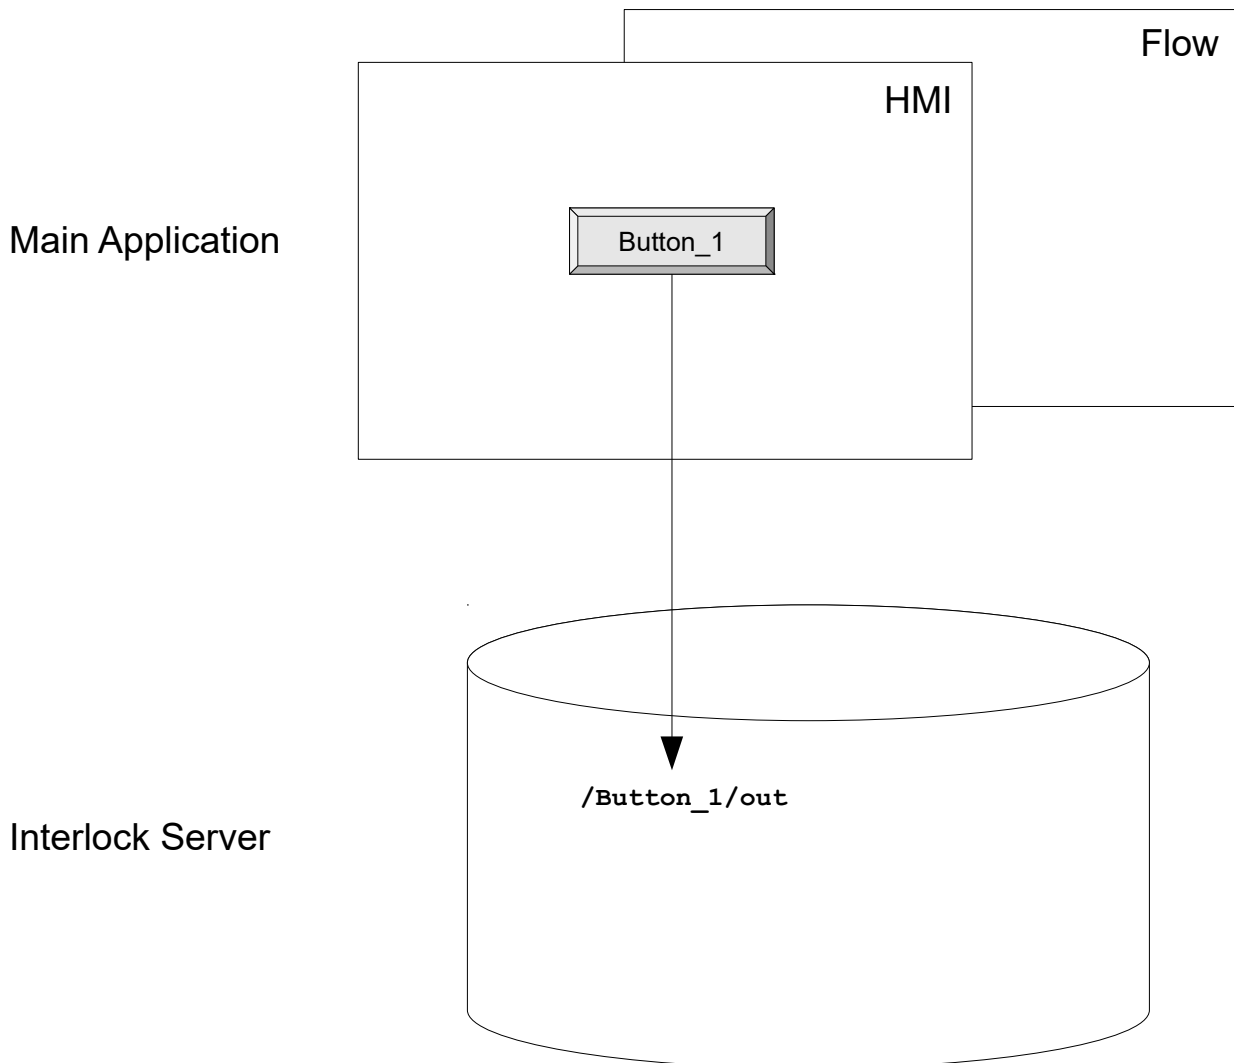 Flow
HMI
Main Application
Button_1
/Button_1/out
Interlock Server